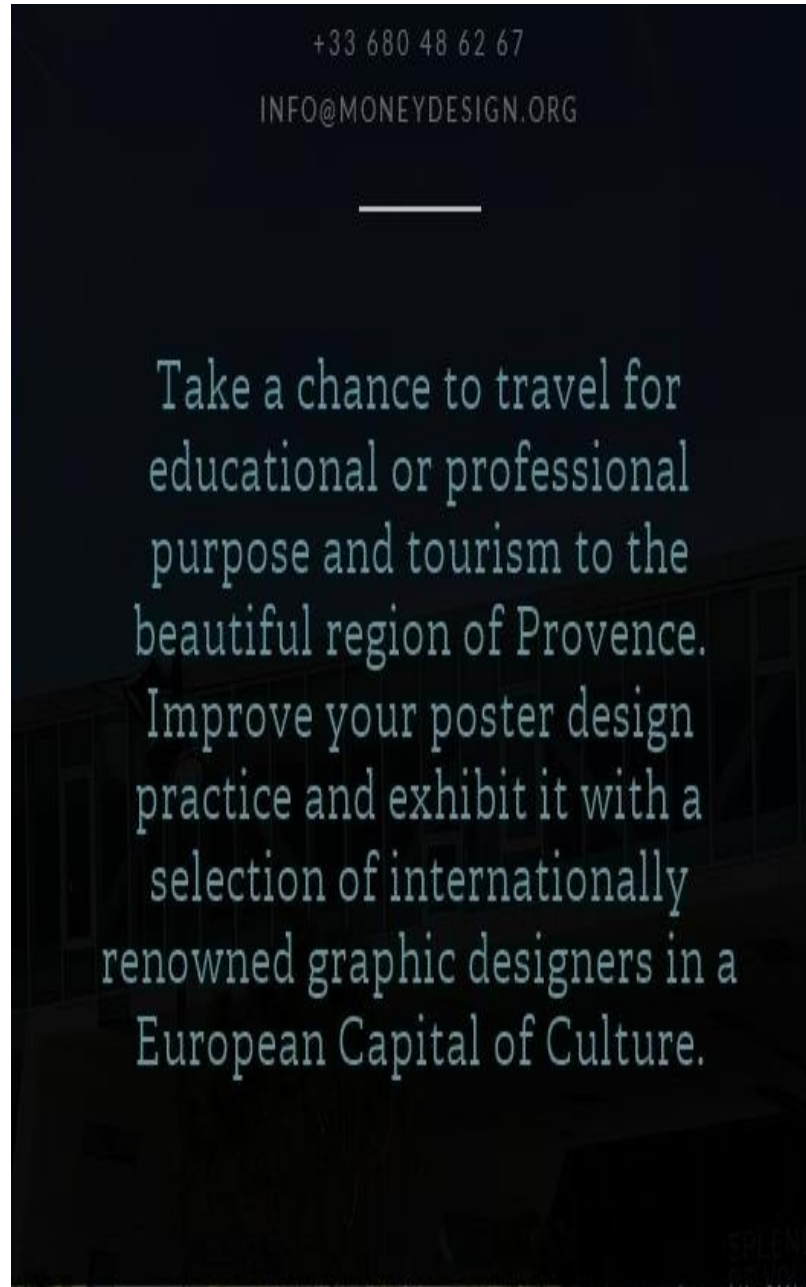 +33 680 48 62 67
INFO@MONEYDESIGN.ORG
Take a chance to travel for
educational or professional
purpose and tourism to the
beautiful region of Provence.
Improve your poster design
practice and exhibit it with a
selection of internationally
renowned graphic designers in a
European Capital of Culture.